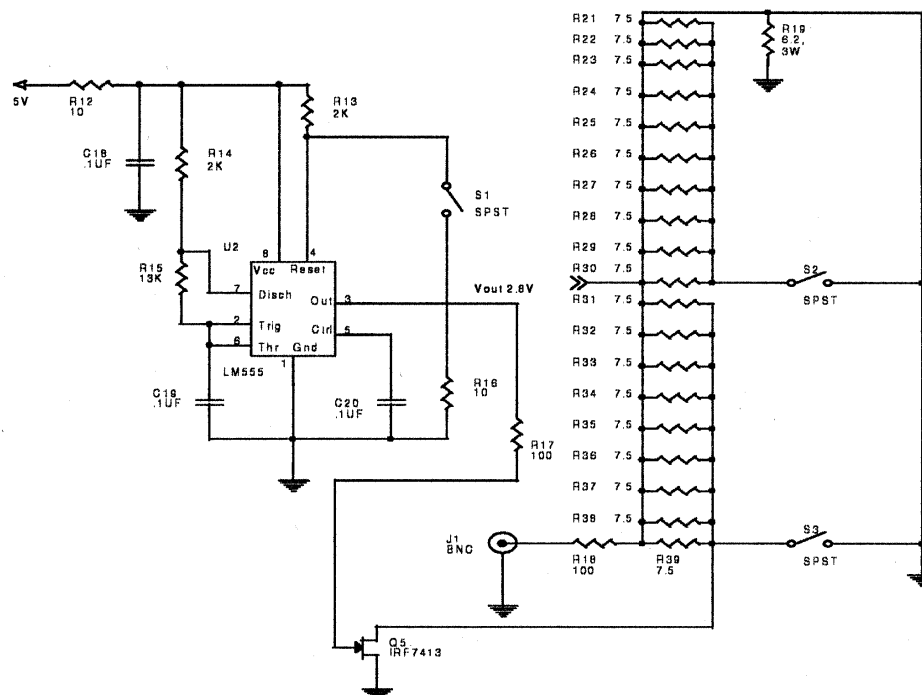 5V
R12
10
C18
.1UF
R14
2K
R13
2K
S1
SPST
U2
R15
13K
8
4
Vcc
Reset
7
Disch
Out
3
2
Trig
Ctrl
5
6
Thr
Gnd
1
LM555
C19
.1UF
C20
.1UF
R16
10
Vout 2.8V
R17
100
R21 7.5
R22 7.5
R23 7.5
R24 7.5
R25 7.5
R26 7.5
R27 7.5
R28 7.5
R29 7.5
R30 7.5
R31 7.5
R32 7.5
R33 7.5
R34 7.5
R35 7.5
R36 7.5
R37 7.5
R38 7.5
R19
6.2,
3W
S2
SPST
S3
SPST
J1
BNC
R18
100
R39
7.5
Q5
IRF7413